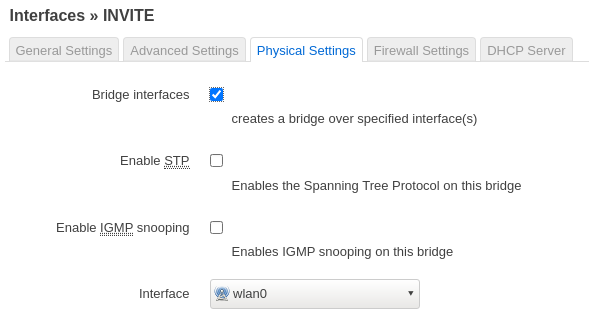 Interfaces » INVITE
General Settings Advanced Settings Physical Settings Firewall Settings DHCP Server
Bridge interfaces
creates a bridge over specified interface(s)
Enable STP
Enables the Spanning Tree Protocol on this bridge
Enable IGMP snooping
Enables IGMP snooping on this bridge
Interface wlan0